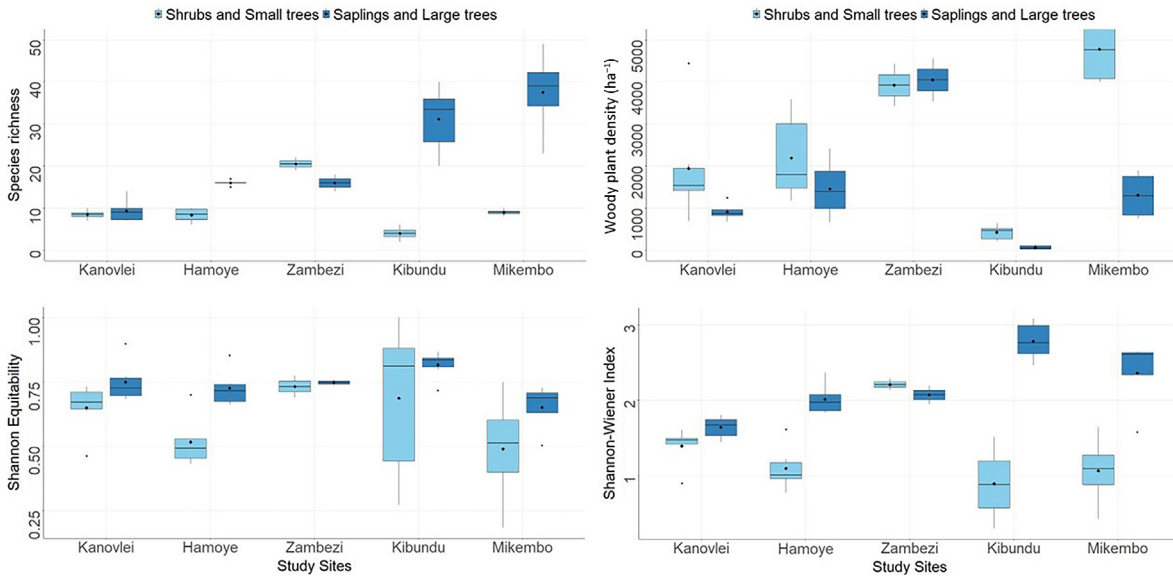 Shrubs and Small trees Saplings and Large trees
Species richness
50
40
30
20
10
0
Kanovlei Hamoye Zambezi Kibundu Mikembo
Shrubs and Small trees Saplings and Large trees
Woody plant density (ha⁻¹)
5000
4000
3000
2000
1000
0
Kanovlei Hamoye Zambezi Kibundu Mikembo
Shannon Equitability
1.00
0.75
0.50
0.25
Kanovlei Hamoye Zambezi Kibundu Mikembo
Study Sites
Shannon-Wiener Index
3
2
1
Kanovlei Hamoye Zambezi Kibundu Mikembo
Study Sites